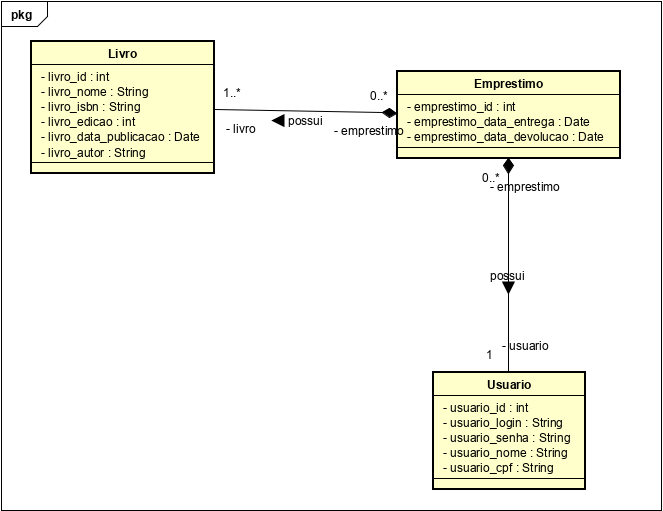 pkg
Livro
- livro_id : int
- livro_nome : String
- livro_isbn : String
- livro_edicao : int
- livro_data_publicacao : Date
- livro_autor : String
1..*
- livro
possui
0..*
- emprestimo
Emprestimo
- emprestimo_id : int
- emprestimo_data_entrega : Date
- emprestimo_data_devolucao : Date
0..*
- emprestimo
possui
- usuario
1
Usuario
- usuario_id : int
- usuario_login : String
- usuario_senha : String
- usuario_nome : String
- usuario_cpf : String